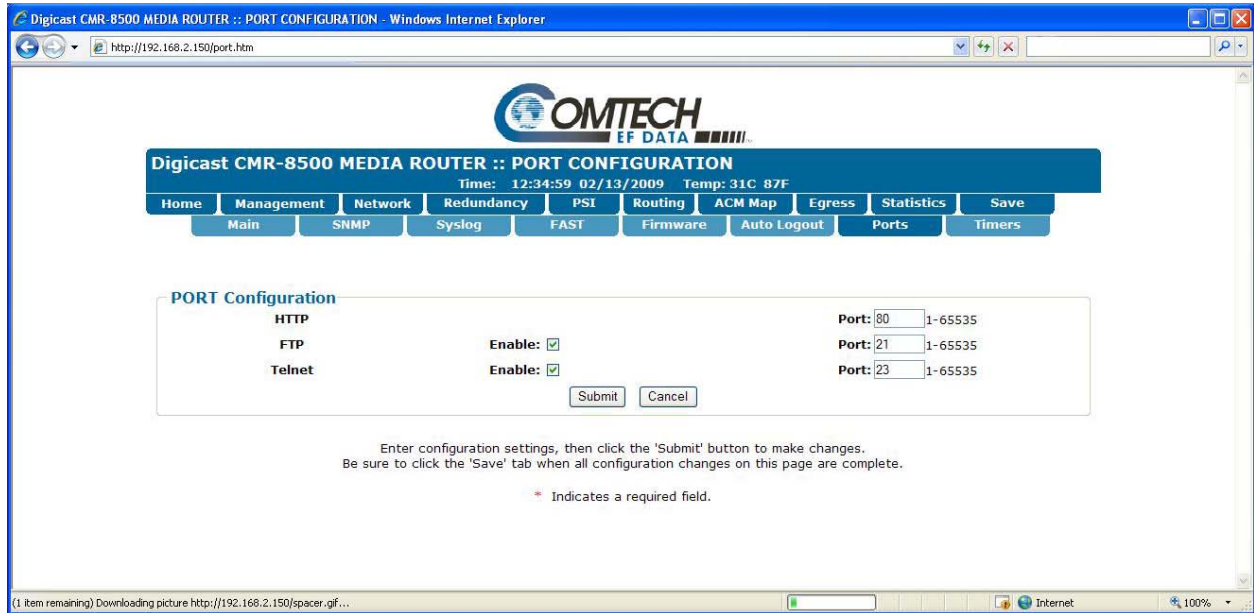 Digicast CMR-8500 MEDIA ROUTER :: PORT CONFIGURATION - Windows Internet Explorer
http://192.168.2.150/port.htm
COMTECH
EF DATA
Digicast CMR-8500 MEDIA ROUTER :: PORT CONFIGURATION
Time: 12:34:59 02/13/2009 Temp: 31C 87F
Home Management Network Redundancy PSI Routing ACM Map Egress Statistics Save
Main SNMP Syslog FAST Firmware Auto Logout Ports Timers
PORT Configuration
HTTP Port: 80 1-65535
FTP Enable: Port: 21 1-65535
Telnet Enable: Port: 23 1-65535
Submit Cancel
Enter configuration settings, then click the 'Submit' button to make changes.
Be sure to click the 'Save' tab when all configuration changes on this page are complete.
* Indicates a required field.
(1 item remaining) Downloading picture http://192.168.2.150/spacer.gif... Internet 100%